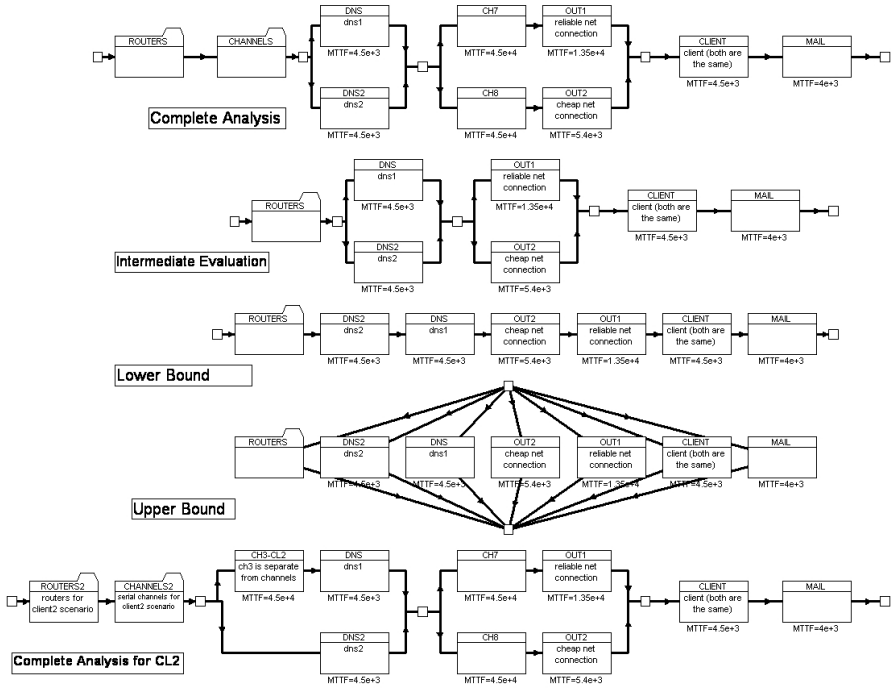 DNS
dns1
MTTF=4.5e+3
CH7
MTTF=4.5e+4
OUT1
reliable net
connection
MTTF=1.35e+4
ROUTERS
CHANNELS
CLIENT
client (both are
the same)
MTTF=4.5e+3
MAIL
MTTF=4e+3
DNS2
dns2
MTTF=4.5e+3
CH8
MTTF=4.5e+4
OUT2
cheap net
connection
MTTF=5.4e+3
Complete Analysis
DNS
dns1
MTTF=4.5e+3
OUT1
reliable net
connection
MTTF=1.35e+4
ROUTERS
CLIENT
client (both are
the same)
MTTF=4.5e+3
MAIL
MTTF=4e+3
DNS2
dns2
MTTF=4.5e+3
OUT2
cheap net
connection
MTTF=5.4e+3
Intermediate Evaluation
ROUTERS
DNS2
dns2
MTTF=4.5e+3
DNS
dns1
MTTF=4.5e+3
OUT2
cheap net
connection
MTTF=5.4e+3
OUT1
reliable net
connection
MTTF=1.35e+4
CLIENT
client (both are
the same)
MTTF=4.5e+3
MAIL
MTTF=4e+3
Lower Bound
ROUTERS
DNS2
dns2
MTTF=4.5e+3
DNS
dns1
MTTF=4.5e+3
OUT2
cheap net
connection
MTTF=5.4e+3
OUT1
reliable net
connection
MTTF=1.35e+4
CLIENT
client (both are
the same)
MTTF=4.5e+3
MAIL
MTTF=4e+3
Upper Bound
CH3-CL2
ch3 is separate
from channels
MTTF=4.5e+4
DNS
dns1
MTTF=4.5e+3
CH7
MTTF=4.5e+4
OUT1
reliable net
connection
MTTF=1.35e+4
ROUTERS2
routers for
client2 scenario
CHANNELS2
serial channels for
client2 scenario
CLIENT
client (both are
the same)
MTTF=4.5e+3
MAIL
MTTF=4e+3
DNS2
dns2
MTTF=4.5e+3
CH8
MTTF=4.5e+4
OUT2
cheap net
connection
MTTF=5.4e+3
Complete Analysis for CL2